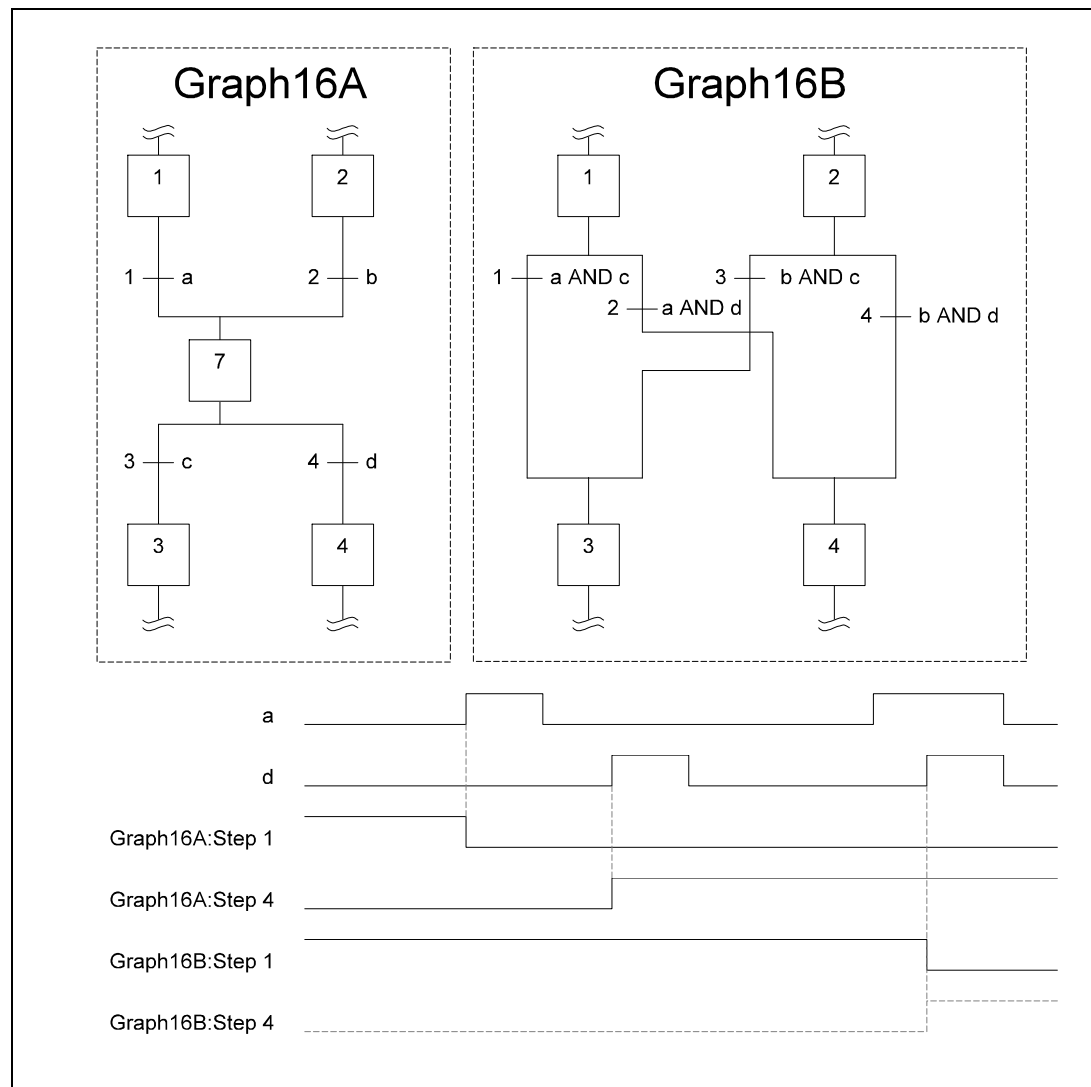 Graph16A
1
2
1 a
2 b
7
3 c
4 d
3
4
Graph16B
1
2
1 a AND c
2 a AND d
3 b AND c
4 b AND d
3
4
a
d
Graph16A:Step 1
Graph16A:Step 4
Graph16B:Step 1
Graph16B:Step 4